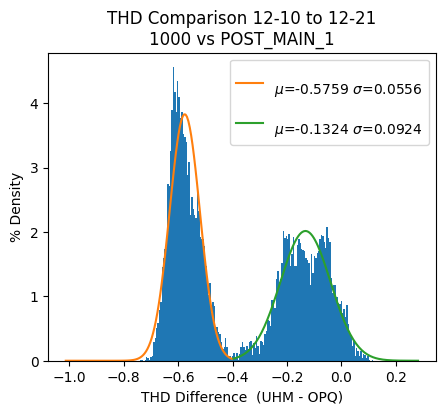 THD Comparison 12-10 to 12-21
1000 vs POST_MAIN_1
μ=-0.5759 σ=0.0556
μ=-0.1324 σ=0.0924
% Density
4
3
2
1
0
−1.0 −0.8 −0.6 −0.4 −0.2 0.0 0.2
THD Difference (UHM - OPQ)